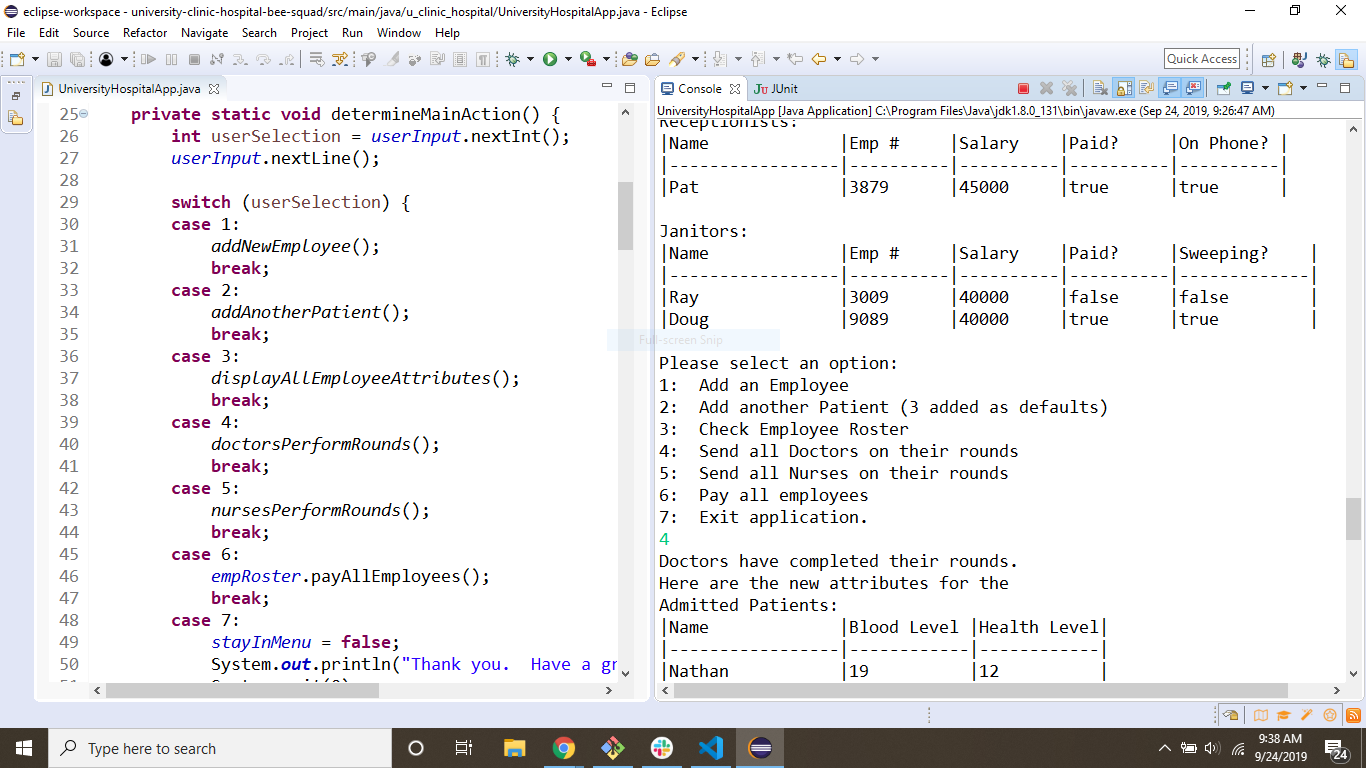 eclipse-workspace - university-clinic-hospital-bee-squad/src/main/java/u_clinic_hospital/UniversityHospitalApp.java - Eclipse
File Edit Source Refactor Navigate Search Project Run Window Help
Quick Access
UniversityHospitalApp.java
25 private static void determineMainAction() {
26 int userSelection = userInput.nextInt();
27 userInput.nextLine();
28
29 switch (userSelection) {
30 case 1:
31 addNewEmployee();
32 break;
33 case 2:
34 addAnotherPatient();
35 break;
36 case 3:
37 displayAllEmployeeAttributes();
38 break;
39 case 4:
40 doctorsPerformRounds();
41 break;
42 case 5:
43 nursesPerformRounds();
44 break;
45 case 6:
46 empRoster.payAllEmployees();
47 break;
48 case 7:
49 stayInMenu = false;
50 System.out.println("Thank you.  Have a gr
Console JUnit
UniversityHospitalApp [Java Application] C:\Program Files\Java\jdk1.8.0_131\bin\javaw.exe (Sep 24, 2019, 9:26:47 AM)
Receptionists:
|Name |Emp # |Salary |Paid? |On Phone? |
|-----------------|----------|----------|----------|----------|
|Pat |3879 |45000 |true |true |
Janitors:
|Name |Emp # |Salary |Paid? |Sweeping? |
|-----------------|----------|----------|----------|-------------|
|Ray |3009 |40000 |false |false |
|Doug |9089 |40000 |true |true |
Full-screen Snip
Please select an option:
1:  Add an Employee
2:  Add another Patient (3 added as defaults)
3:  Check Employee Roster
4:  Send all Doctors on their rounds
5:  Send all Nurses on their rounds
6:  Pay all employees
7:  Exit application.
4
Doctors have completed their rounds.
Here are the new attributes for the
Admitted Patients:
|Name |Blood Level |Health Level|
|-----------------|------------|------------|
|Nathan |19 |12 |
Type here to search
9:38 AM
9/24/2019
24